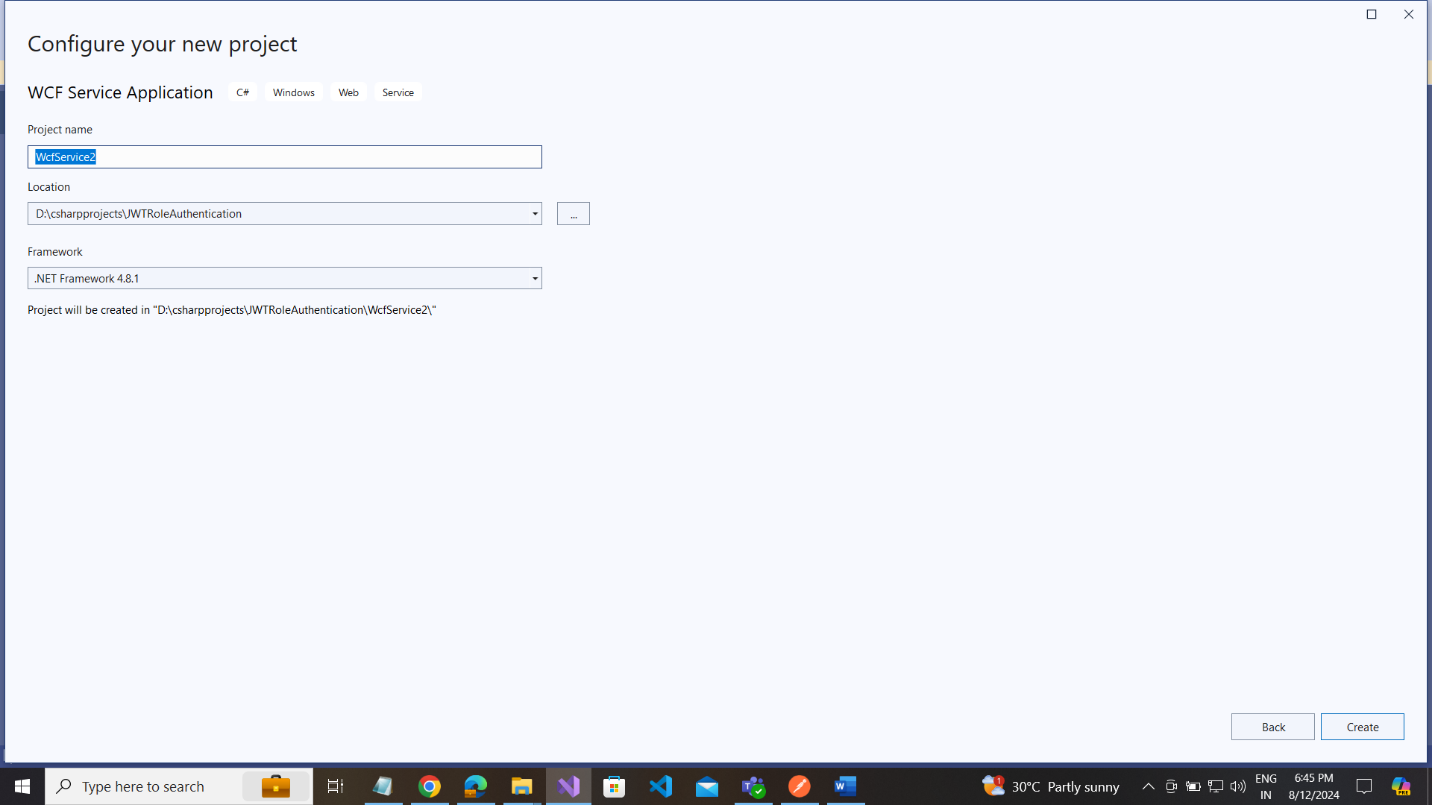 Configure your new project
WCF Service Application C# Windows Web Service
Project name
WcfService2
Location
D:\csharpprojects\JWTRoleAuthentication
...
Framework
.NET Framework 4.8.1
Project will be created in "D:\csharpprojects\JWTRoleAuthentication\WcfService2\"
Back Create
Type here to search
1
30°C Partly sunny
ENG
IN
6:45 PM
8/12/2024